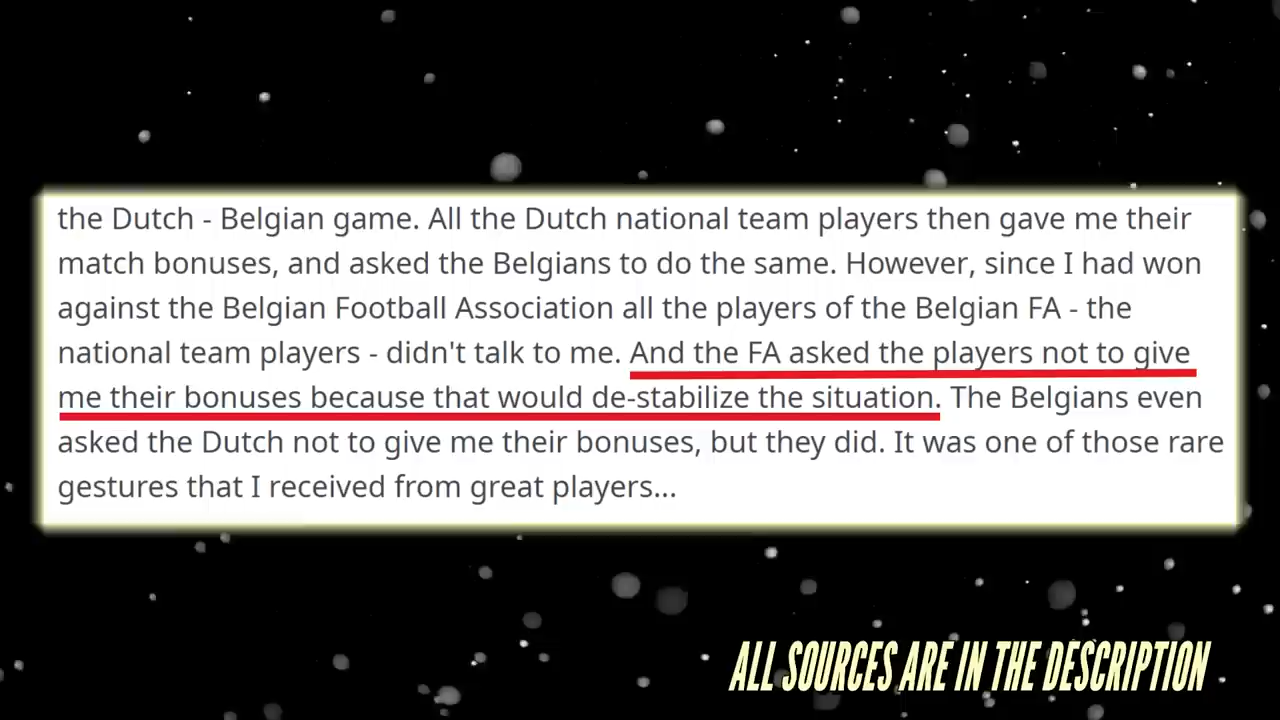 the Dutch - Belgian game. All the Dutch national team players then gave me their
match bonuses, and asked the Belgians to do the same. However, since I had won
against the Belgian Football Association all the players of the Belgian FA - the
national team players - didn't talk to me. And the FA asked the players not to give
me their bonuses because that would de-stabilize the situation. The Belgians even
asked the Dutch not to give me their bonuses, but they did. It was one of those rare
gestures that I received from great players...
ALL SOURCES ARE IN THE DESCRIPTION